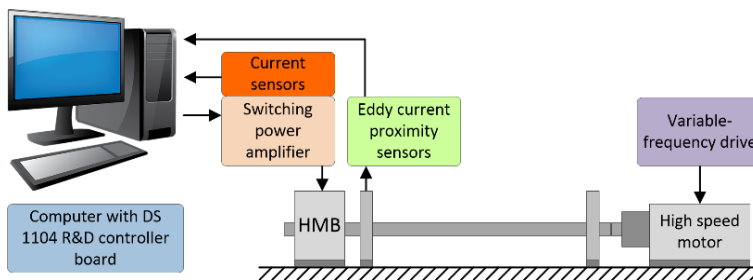 Current
sensors
Switching
power
amplifier
Eddy current
proximity
sensors
Variable-
frequency drive
Computer with DS
1104 R&D controller
board
HMB
High speed
motor